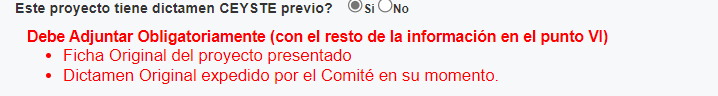 Este proyecto tiene dictamen CEYSTE previo? Si No
Debe Adjuntar Obligatoriamente (con el resto de la información en el punto VI)
• Ficha Original del proyecto presentado
• Dictamen Original expedido por el Comité en su momento.